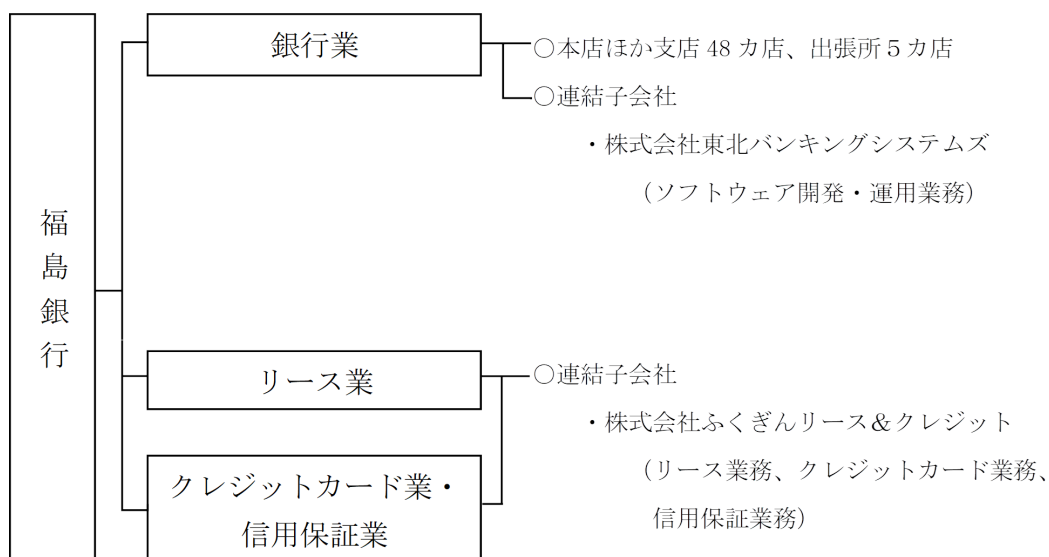 福島銀行
銀行業
○本店ほか支店 48 カ店、出張所５カ店
○連結子会社
・株式会社東北バンキングシステムズ
（ソフトウェア開発・運用業務）
リース業
クレジットカード業・
信用保証業
○連結子会社
・株式会社ふくぎんリース＆クレジット
（リース業務、クレジットカード業務、
信用保証業務）